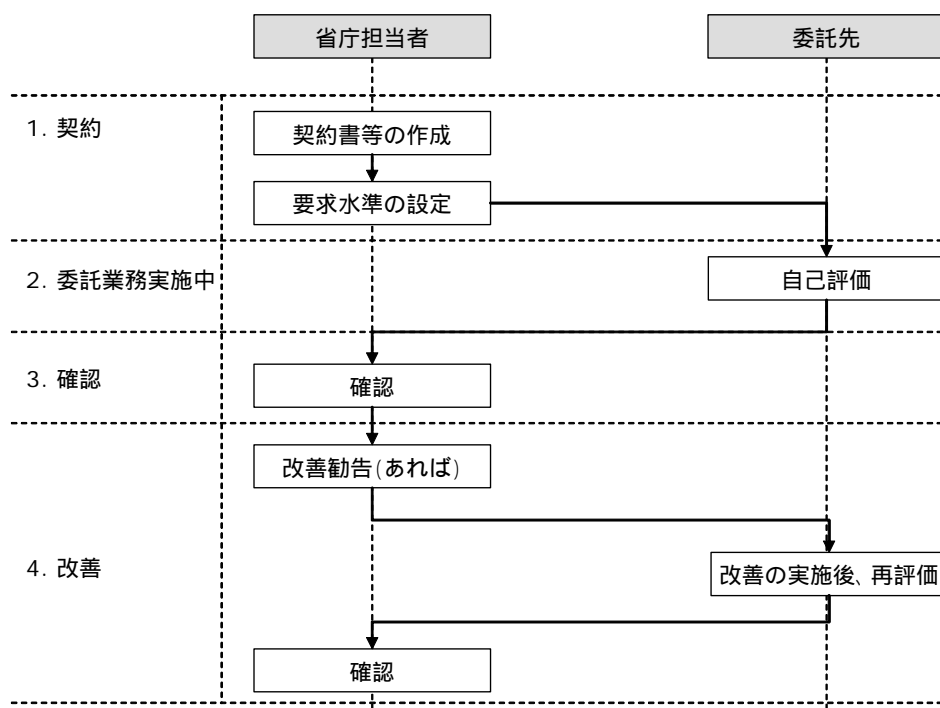 省庁担当者
委託先
1. 契約
契約書等の作成
要求水準の設定
2. 委託業務実施中
自己評価
3. 確認
確認
改善勧告(あれば)
4. 改善
改善の実施後、再評価
確認